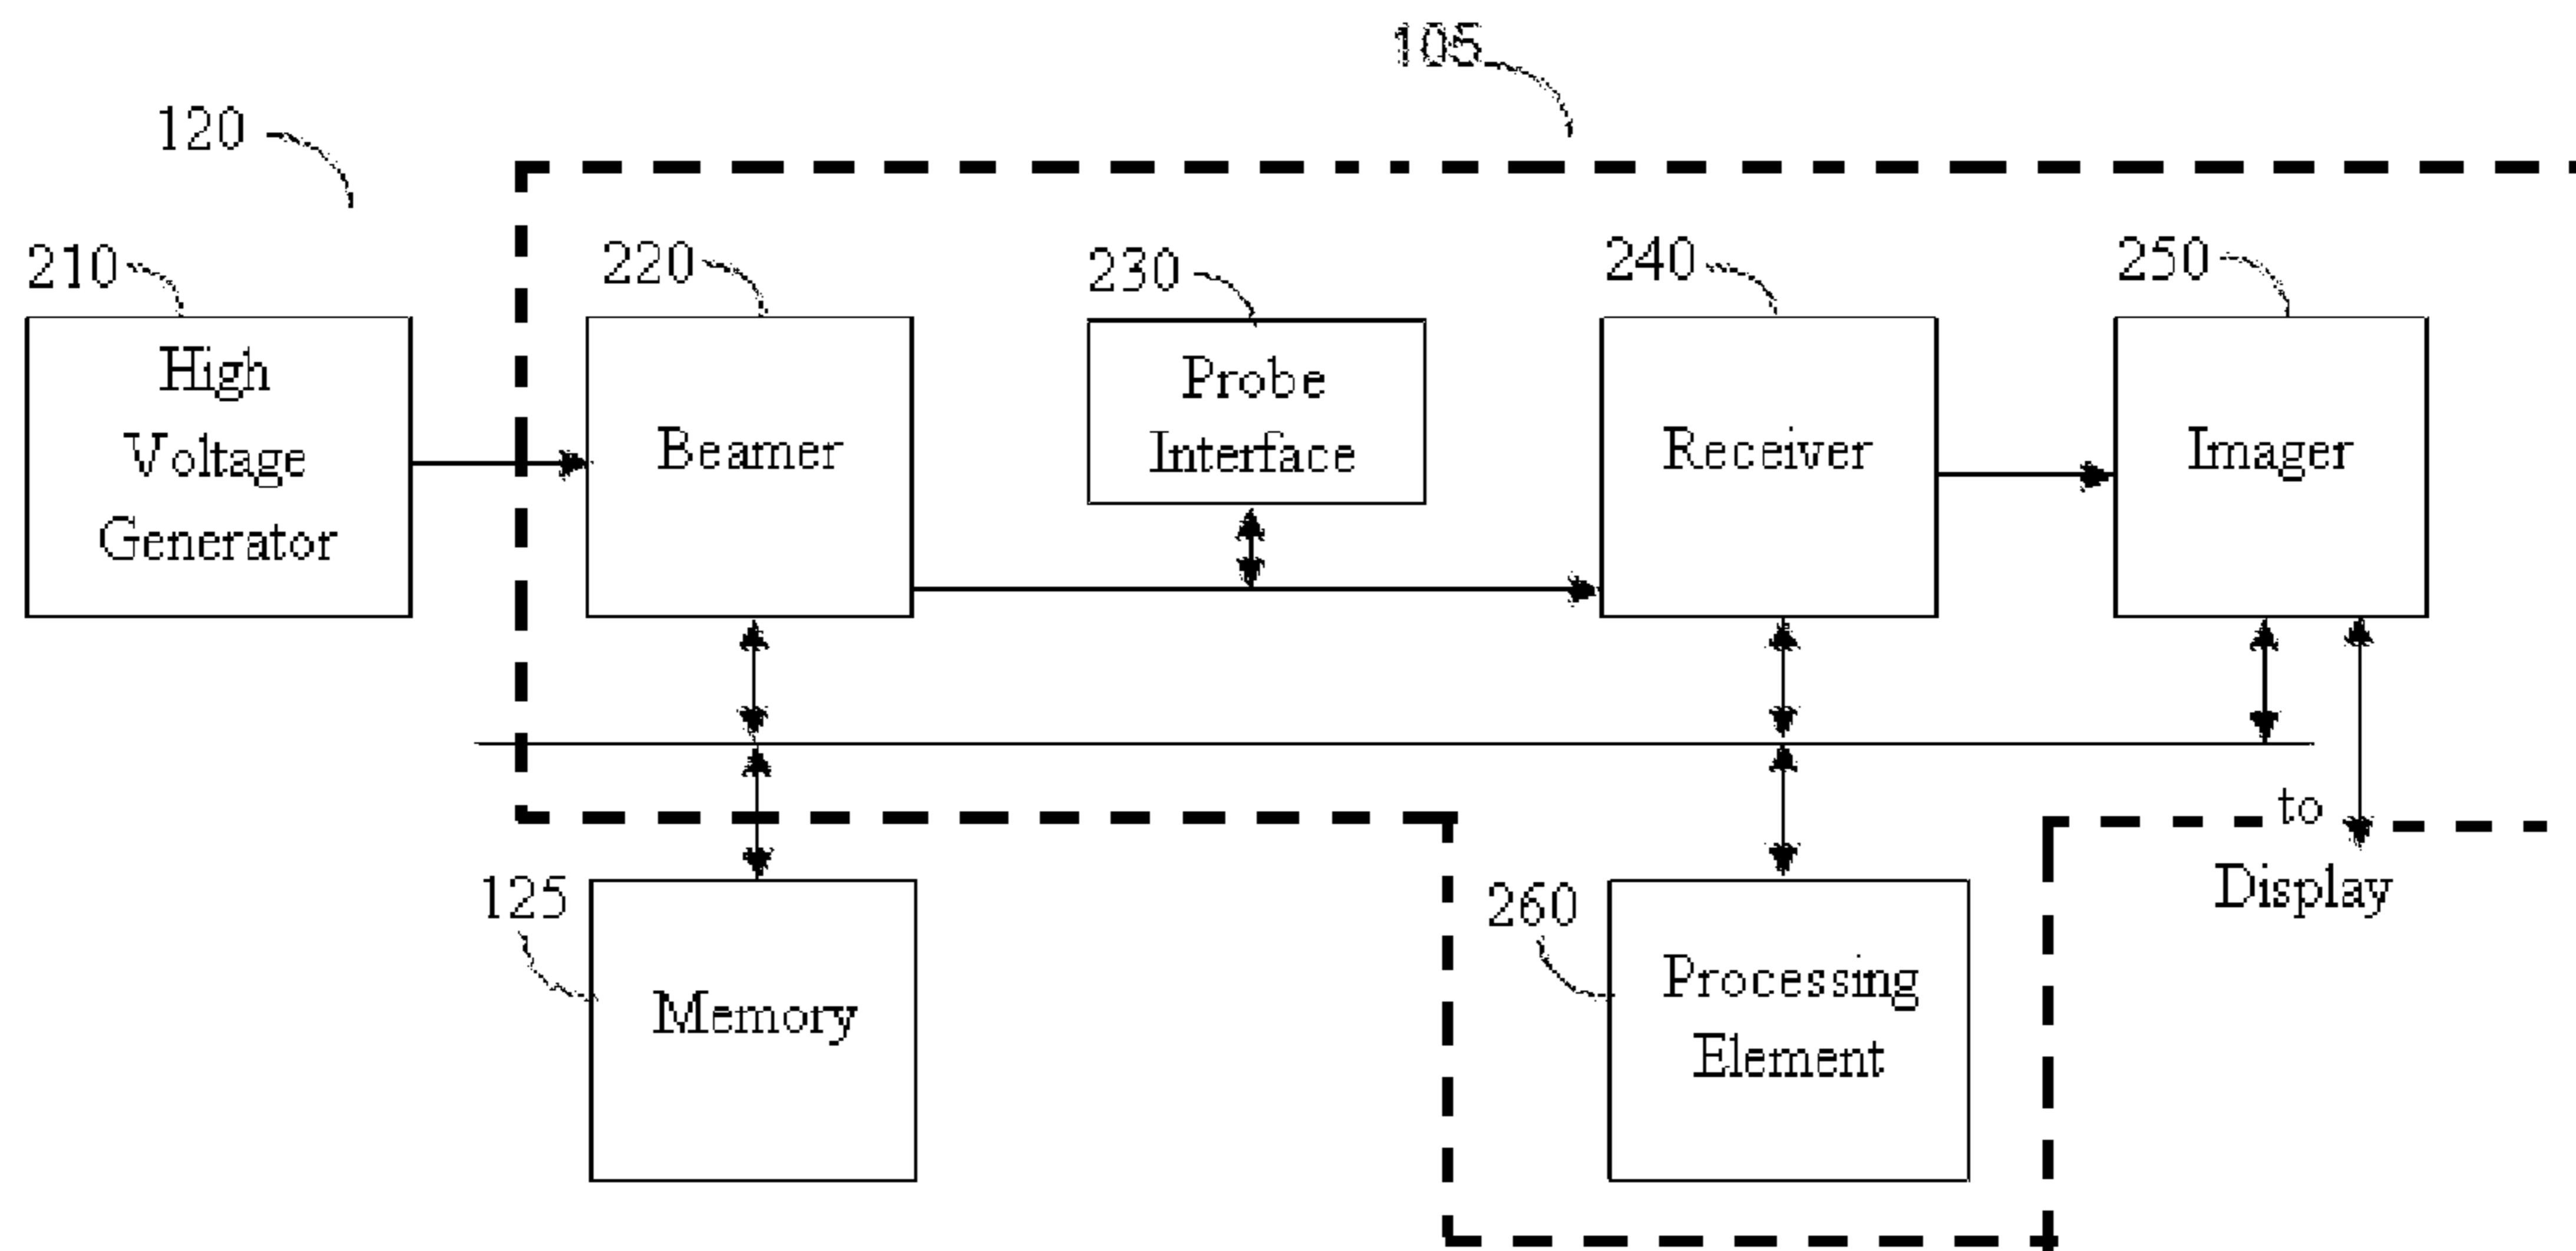 105
120
210
220
230
240
250
High
Voltage
Generator
Beamer
Probe
Interface
Receiver
Imager
to
Display
125
Memory
260
Processing
Element